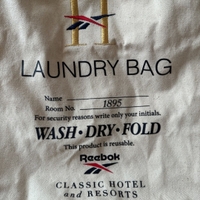 LAUNDRY BAG
Name
Room No. 1895
For security reasons write only your initials.
WASH · DRY · FOLD
This product is reusable.
Reebok
CLASSIC HOTEL
and RESORTS